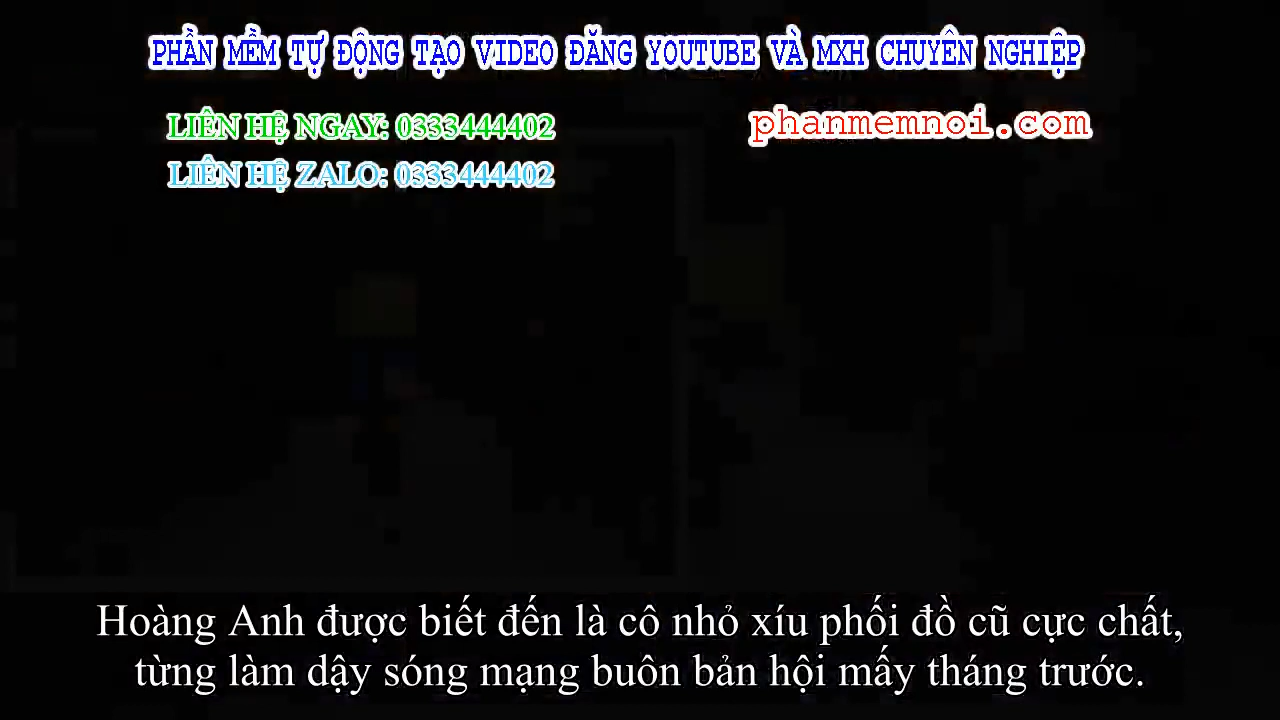 PHẦN MỀM TỰ ĐỘNG TẠO VIDEO ĐĂNG YOUTUBE VÀ MXH CHUYÊN NGHIỆP
LIÊN HỆ NGAY: 0333444402
phanmemnoi.com
LIÊN HỆ ZALO: 0333444402
Hoàng Anh được biết đến là cô nhỏ xíu phối đồ cũ cực chất,
từng làm dậy sóng mạng buôn bản hội mấy tháng trước.